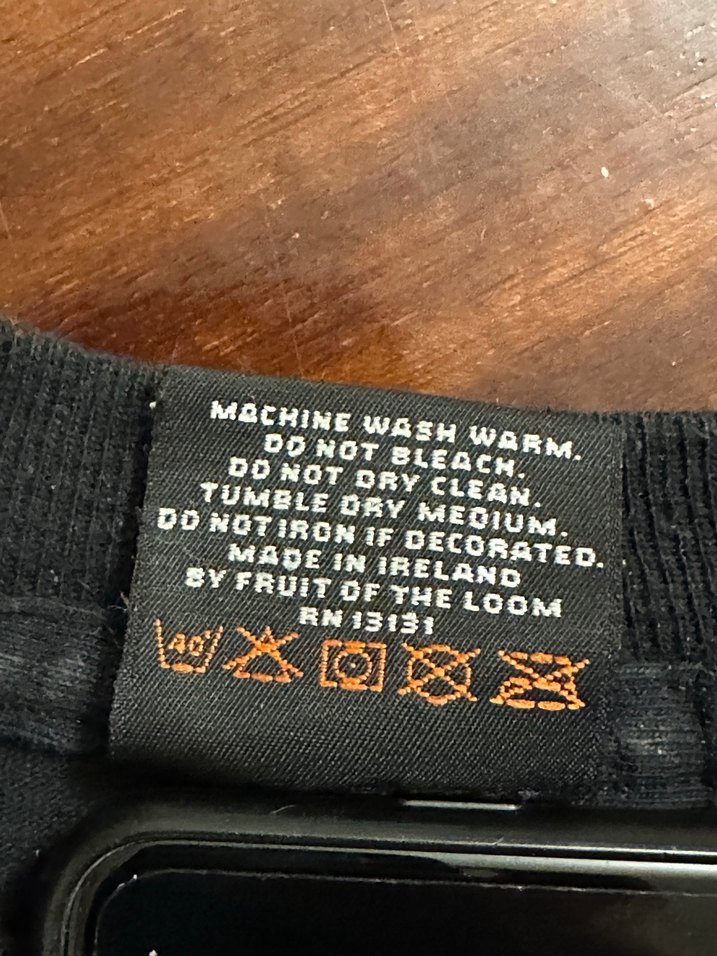 MACHINE WASH WARM.
DO NOT BLEACH.
DO NOT DRY CLEAN.
TUMBLE DRY MEDIUM.
DO NOT IRON IF DECORATED.
MADE IN IRELAND
BY FRUIT OF THE LOOM
RN 13131
40°